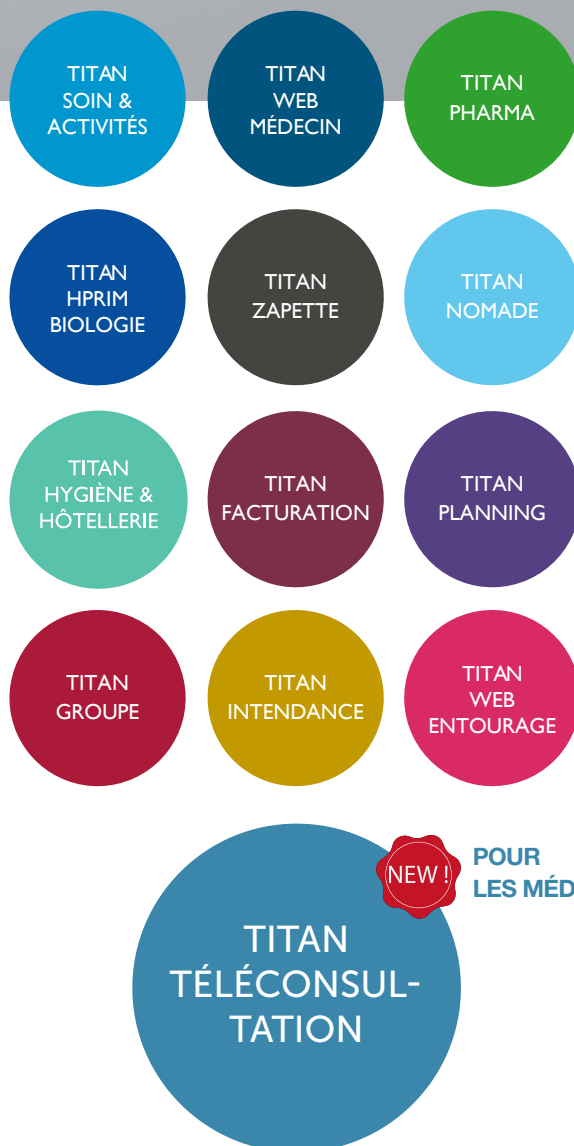 TITAN
SOIN &
ACTIVITÉS
TITAN
WEB
MÉDECIN
TITAN
PHARMA
TITAN
HPRIM
BIOLOGIE
TITAN
ZAPETTE
TITAN
NOMADE
TITAN
HYGIÈNE &
HÔTELLERIE
TITAN
FACTURATION
TITAN
PLANNING
TITAN
GROUPE
TITAN
INTENDANCE
TITAN
WEB
ENTOURAGE
NEW !
POUR
LES MÉD
TITAN
TÉLÉCONSUL-
TATION